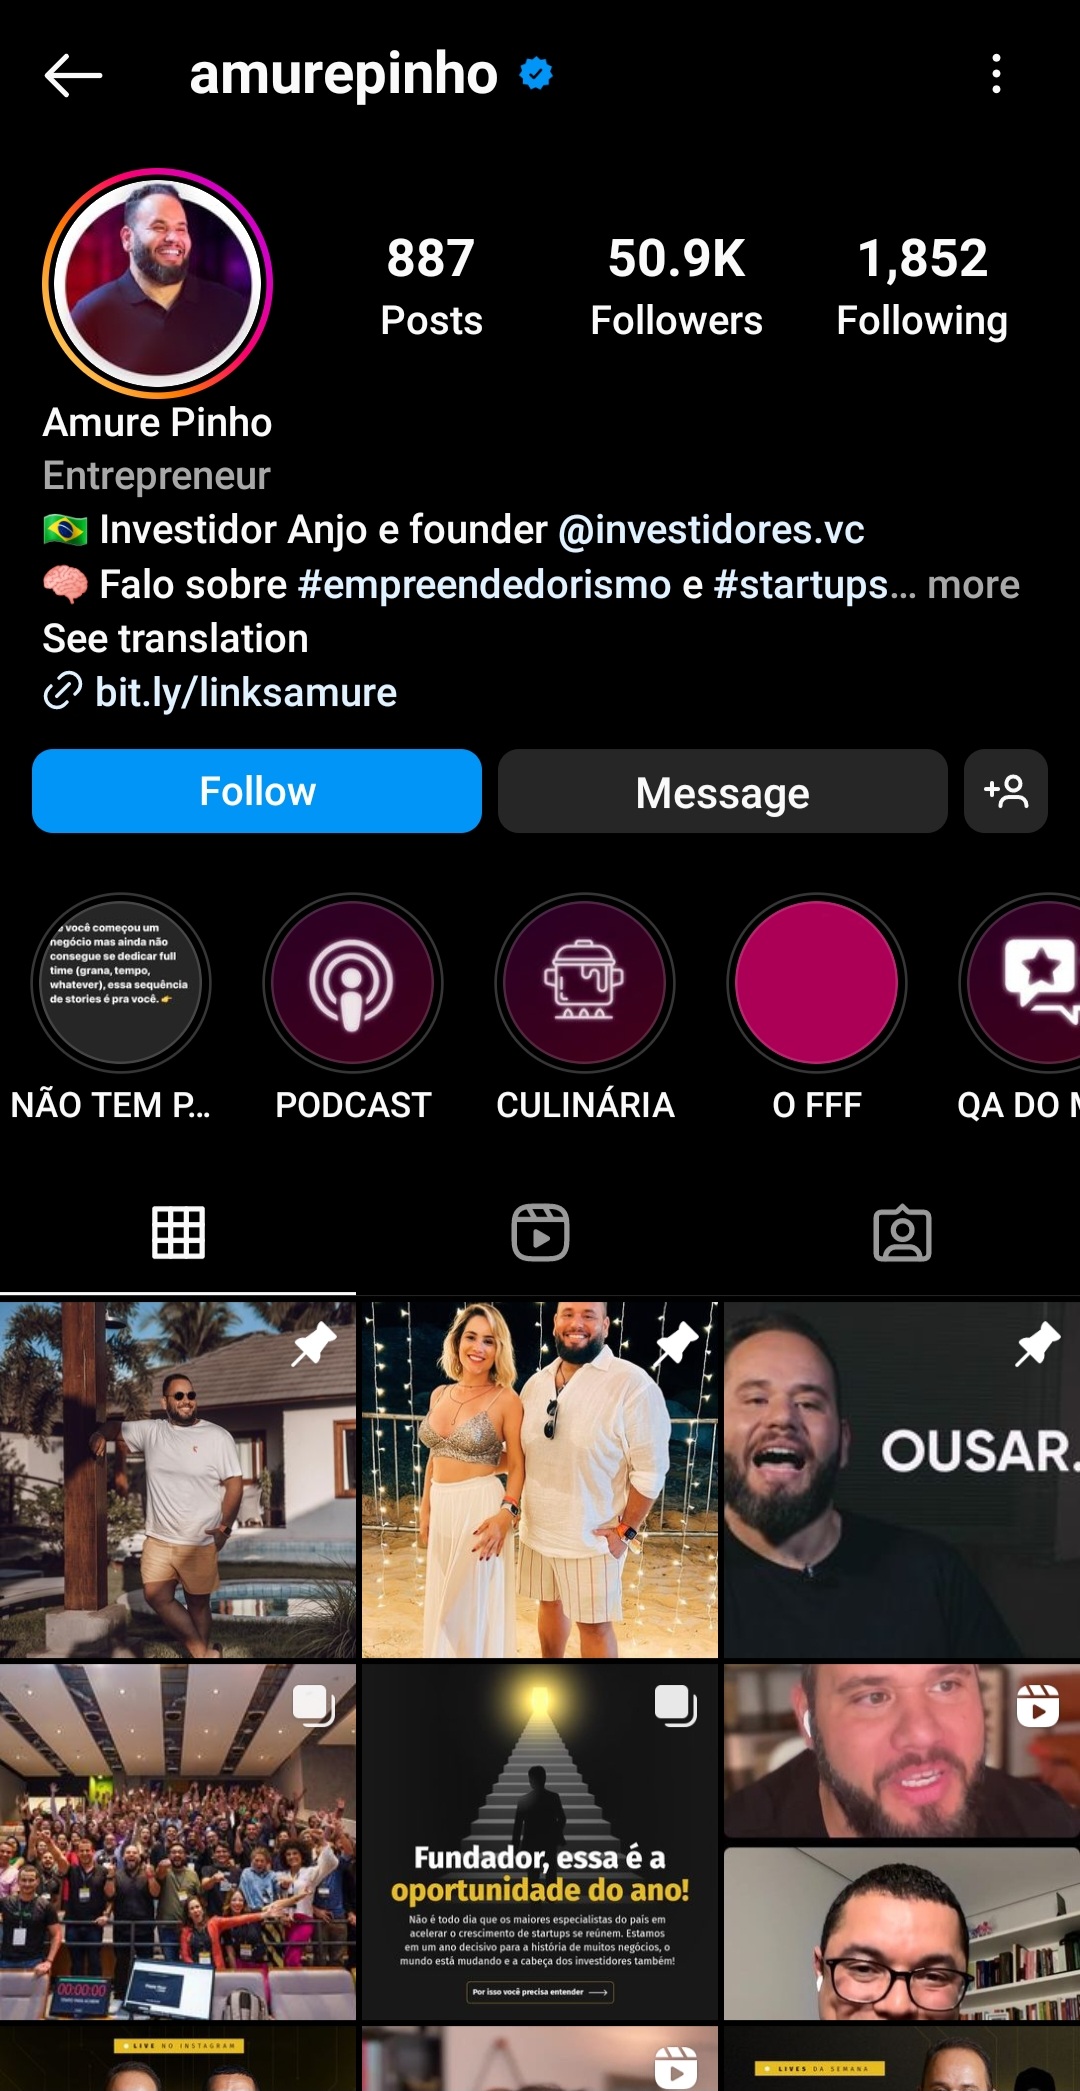 amurepinho
887
50.9K
1,852
Posts
Followers
Following
Amure Pinho
Entrepreneur
🇧🇷 Investidor Anjo e founder @investidores.vc
🧠 Falo sobre #empreendedorismo e #startups... more
See translation
bit.ly/linksamure
Follow
Message
você começou um
negócio mas ainda não
consegue se dedicar full
time (grana, tempo,
whatever), essa sequência
de stories é pra você. 👉
NÃO TEM P...
PODCAST
CULINÁRIA
O FFF
QA DO
OUSAR.
Fundador, essa é a
oportunidade do ano!
Não é todo dia que os maiores especialistas do país em
acelerar o crescimento de startups se reúnem. Estamos
em um ano decisivo para a história de muitos negócios, o
mundo está mudando e a cabeça dos investidores também!
Por isso você precisa entender
00:00:00
LIVE NO INSTAGRAM
LIVES DA SEMANA